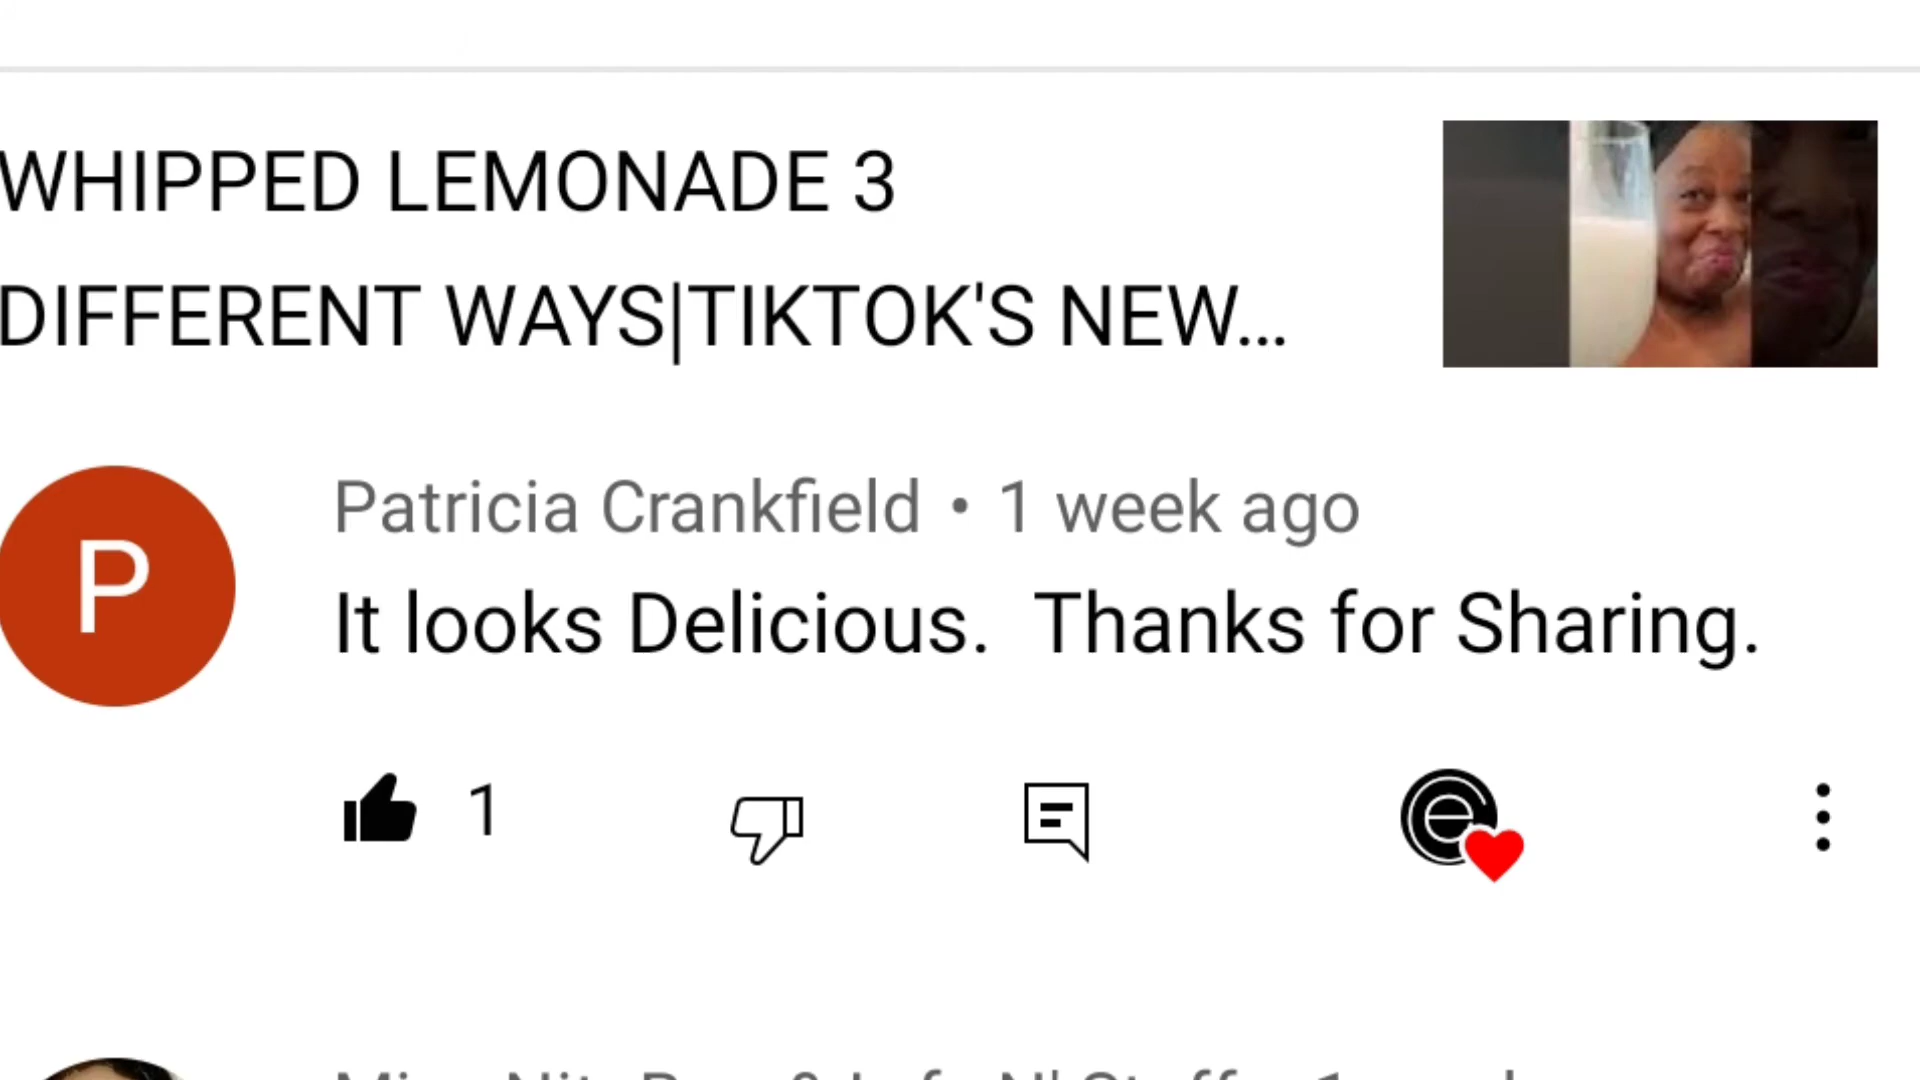 WHIPPED LEMONADE 3
DIFFERENT WAYS|TIKTOK'S NEW...
P
Patricia Crankfield • 1 week ago
It looks Delicious.  Thanks for Sharing.
1